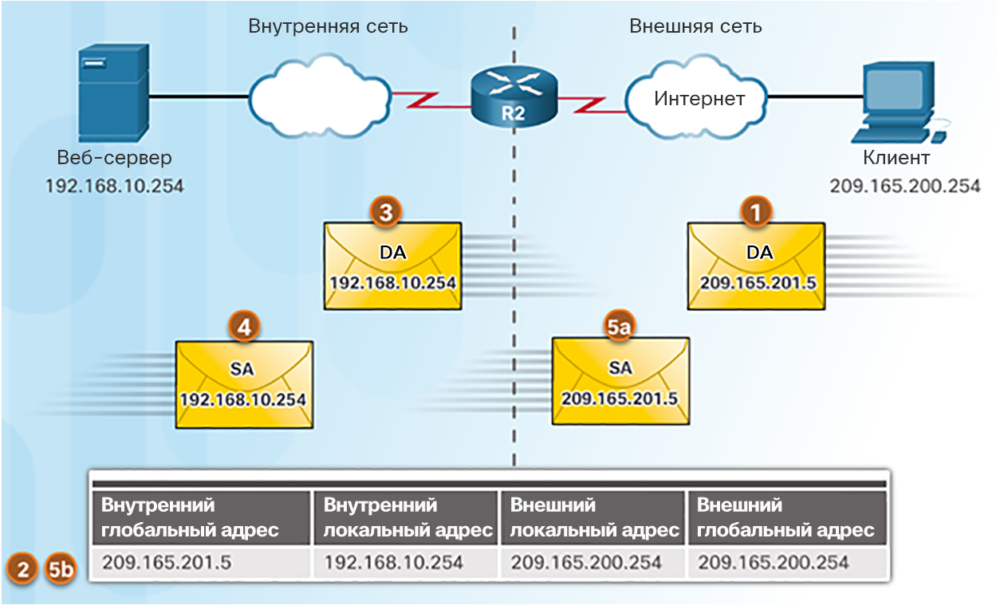 Внутренняя сеть
Внешняя сеть
R2
Интернет
Веб-сервер
192.168.10.254
Клиент
209.165.200.254
3
DA
192.168.10.254
1
DA
209.165.201.5
4
SA
192.168.10.254
5a
SA
209.165.201.5
Внутренний глобальный адрес
Внутренний локальный адрес
Внешний локальный адрес
Внешний глобальный адрес
2 5b
209.165.201.5
192.168.10.254
209.165.200.254
209.165.200.254